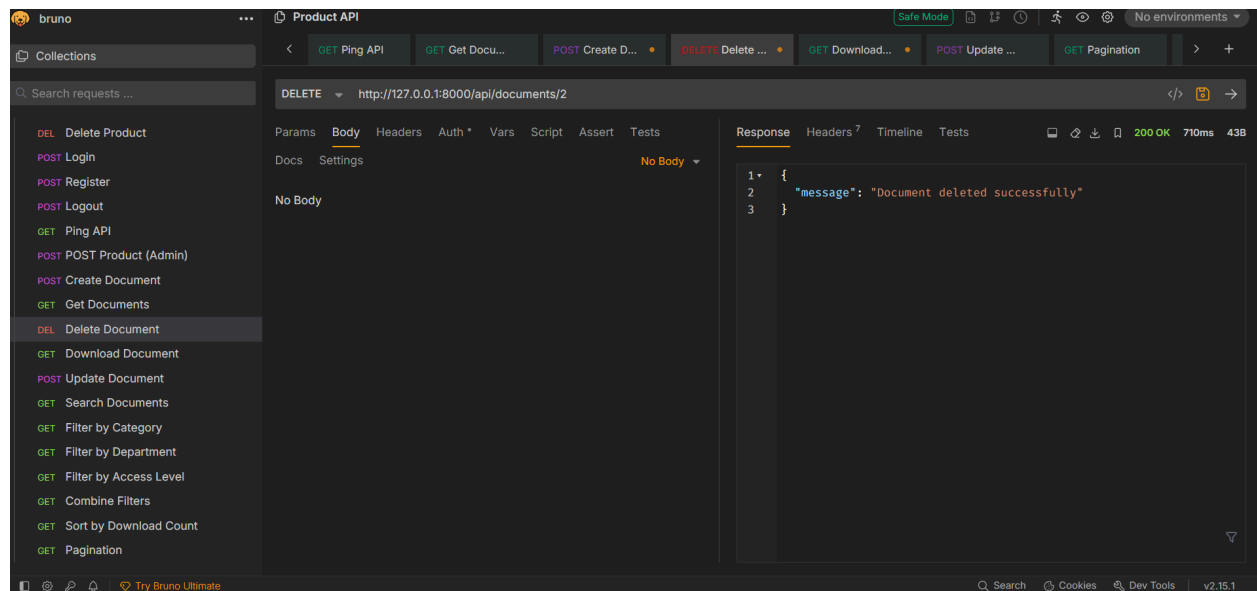 bruno
Product API
Safe Mode
No environments
Collections
GET Ping API
GET Get Docu...
POST Create D...
DELETE Delete ...
GET Download...
POST Update ...
GET Pagination
Search requests ...
DELETE http://127.0.0.1:8000/api/documents/2
DEL Delete Product
POST Login
POST Register
POST Logout
GET Ping API
POST POST Product (Admin)
POST Create Document
GET Get Documents
DEL Delete Document
GET Download Document
POST Update Document
GET Search Documents
GET Filter by Category
GET Filter by Department
GET Filter by Access Level
GET Combine Filters
GET Sort by Download Count
GET Pagination
Params Body Headers Auth * Vars Script Assert Tests
Docs Settings No Body
No Body
Response Headers 7 Timeline Tests 200 OK 710ms 43B
1 {
2 "message": "Document deleted successfully"
3 }
Try Bruno Ultimate
Search Cookies Dev Tools v2.15.1